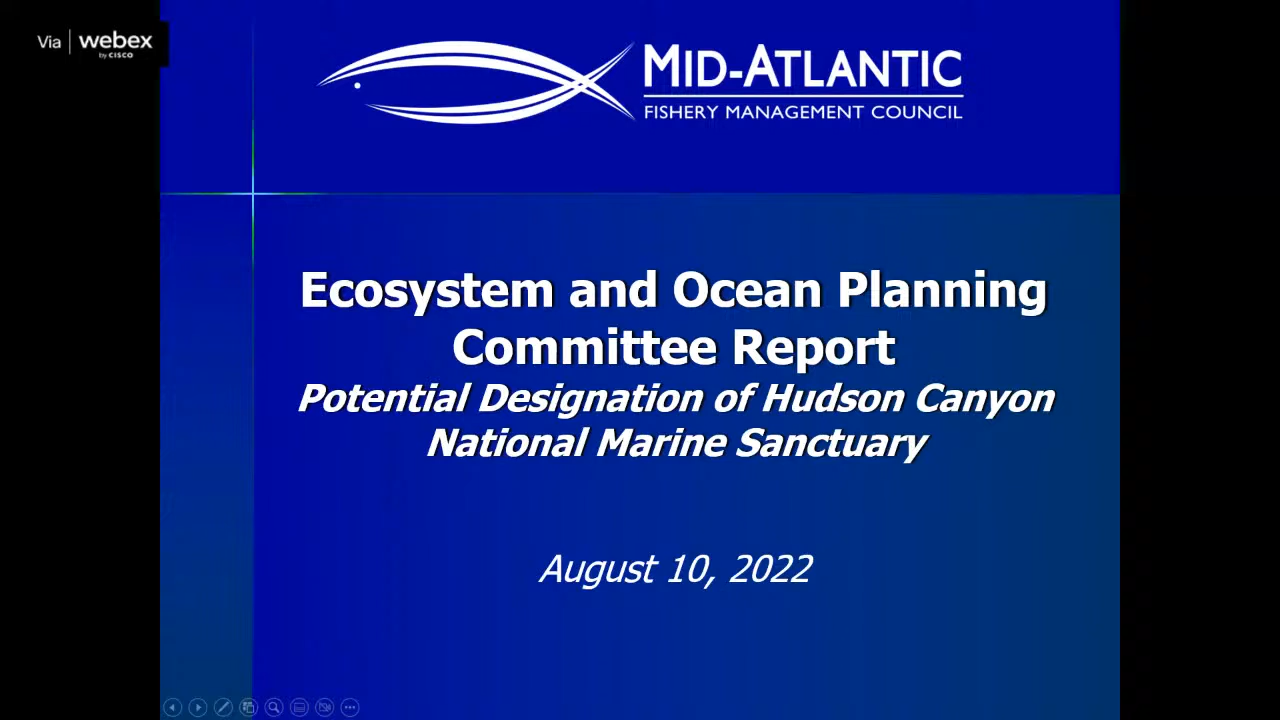 Via | webex
by CISCO
MID-ATLANTIC
FISHERY MANAGEMENT COUNCIL
Ecosystem and Ocean Planning
Committee Report
Potential Designation of Hudson Canyon
National Marine Sanctuary
August 10, 2022